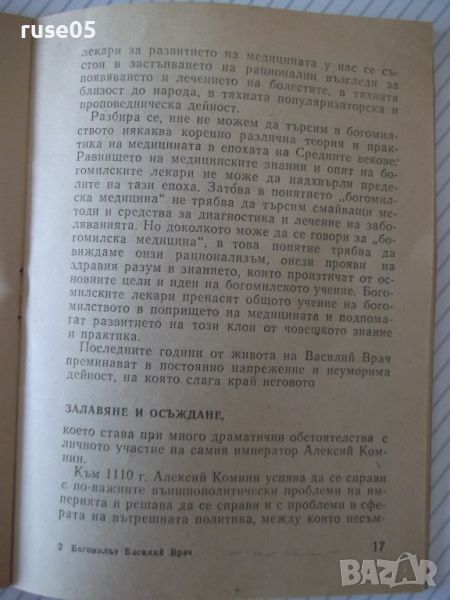 ruse05
лекари за развитието на медицината у нас се със-
стои в застъпването на рационални възгледи за
появяването и лечението на болестите, в тяхната
близост до народа, в тяхната популяризаторска и
проповедническа дейност.
Разбира се, ние не можем да търсим в богомил-
ството някаква коренно различна теория и прак-
тика на медицината в епохата на Средните векове.
Равнището на медицинските знания и опит на бо-
гомилските лекари не може да надхвърли преде-
лите на тази епоха. Затова в понятието „богомил-
ска медицина“ не трябва да търсим смайващи ме-
тоди и средства за диагностика и лечение на забо-
ляванията. Но доколкото може да се говори за „бо-
гомилска медицина“, в това понятие трябва да
виждаме онзи рационализъм, онези прояви на
здравия разум в знанието, които произтичат от ос-
новните цели и идеи на богомилското учение. Бого-
милските лекари пренасят общото учение на бого-
милството в попрището на медицината и подпома-
гат развитието на този клон от човешкото знание
и практика.
Последните години от живота на Василий Врач
преминават в постоянно напрежение и неуморима
дейност, на която слага край неговото
ЗАЛАВЯНЕ И ОСЪЖДАНЕ,
което става при много драматични обстоятелства с
личното участие на самия император Алексий Ком-
нин.
Към 1110 г. Алексий Комнин успява да се справи
с по-важните външнополитически проблеми на им-
перията и решава да се справи и с проблеми в сфе-
рата на вътрешната политика, между които несъм-
2 Богомилът Василий Врач
17
BAZAR